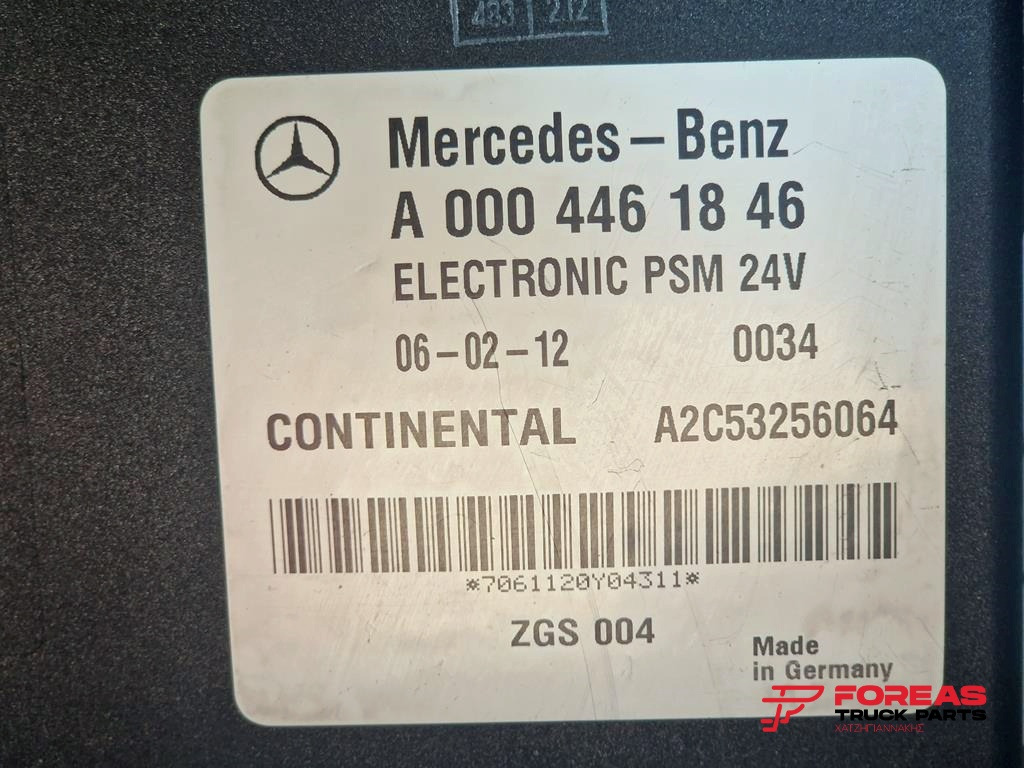 483 212
Mercedes-Benz
A 000 446 18 46
ELECTRONIC PSM 24V
06-02-12 0034
CONTINENTAL A2C53256064
*7061120Y04311*
ZGS 004
Made
in Germany
FOREAS
TRUCK PARTS
ΧΑΤΖΗΓΙΑΝΝΑΚΗΣ